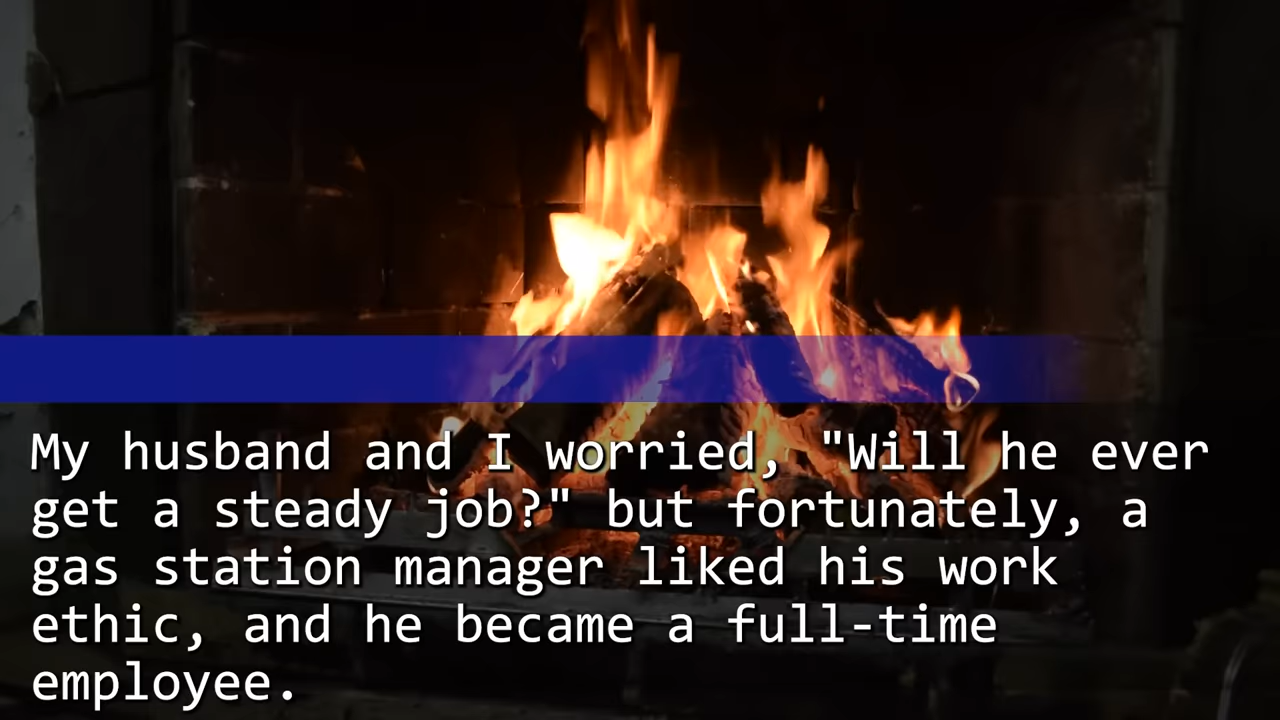 My husband and I worried, "Will he ever
get a steady job?" but fortunately, a
gas station manager liked his work
ethic, and he became a full-time
employee.